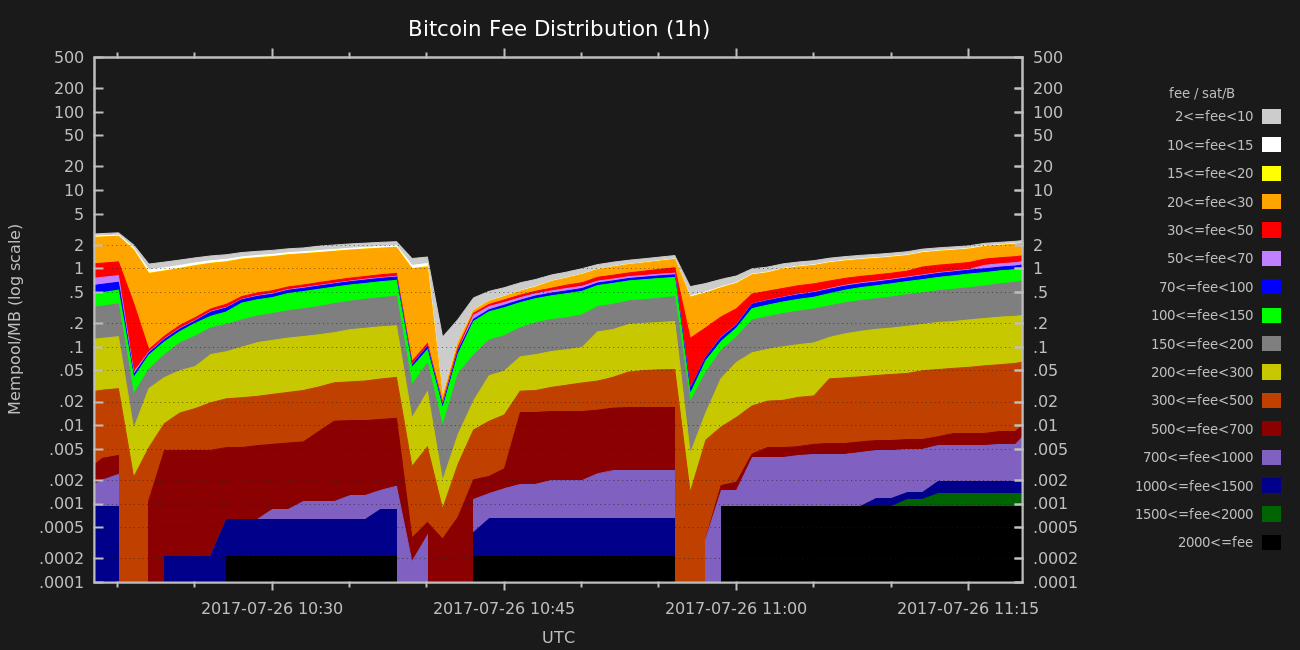 Bitcoin Fee Distribution (1h)
500 500
200 200
100 100
50 50
20 20
10 10
5 5
2 2
1 1
.5 .5
.2 .2
.1 .1
.05 .05
.02 .02
.01 .01
.005 .005
.002 .002
.001 .001
.0005 .0005
.0002 .0002
.0001 .0001
Mempool/MB (log scale)
2017-07-26 10:30 2017-07-26 10:45 2017-07-26 11:00 2017-07-26 11:15
UTC
fee / sat/B
2<=fee<10
10<=fee<15
15<=fee<20
20<=fee<30
30<=fee<50
50<=fee<70
70<=fee<100
100<=fee<150
150<=fee<200
200<=fee<300
300<=fee<500
500<=fee<700
700<=fee<1000
1000<=fee<1500
1500<=fee<2000
2000<=fee